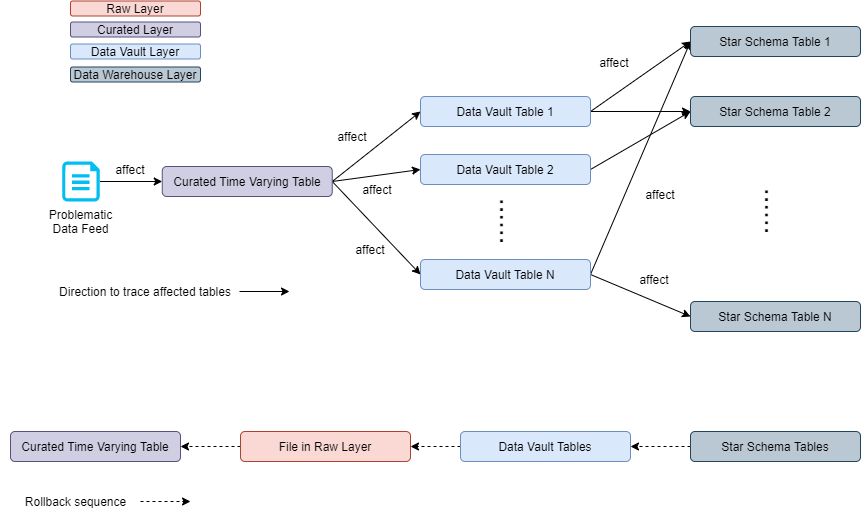 Raw Layer
Curated Layer
Data Vault Layer
Data Warehouse Layer
Star Schema Table 1
affect
Data Vault Table 1
Star Schema Table 2
affect
affect
Curated Time Varying Table
Data Vault Table 2
affect
affect
Problematic
Data Feed
affect
Data Vault Table N
affect
Direction to trace affected tables
Star Schema Table N
Curated Time Varying Table
File in Raw Layer
Data Vault Tables
Star Schema Tables
Rollback sequence